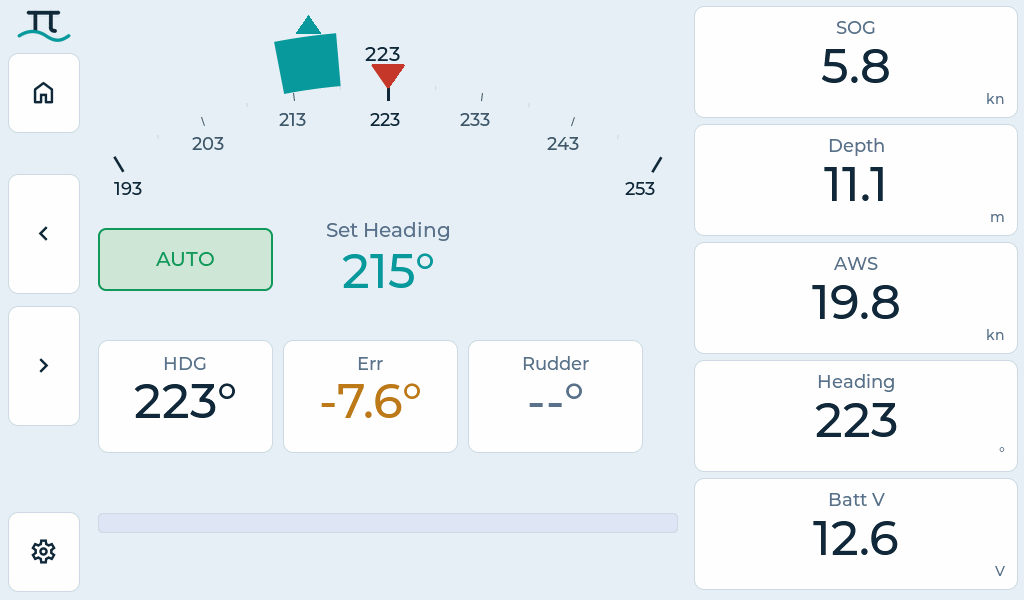 223
213
223
233
203
243
193
253
AUTO
Set Heading
215°
HDG
223°
Err
-7.6°
Rudder
--°
SOG
5.8
kn
Depth
11.1
m
AWS
19.8
kn
Heading
223
°
Batt V
12.6
V